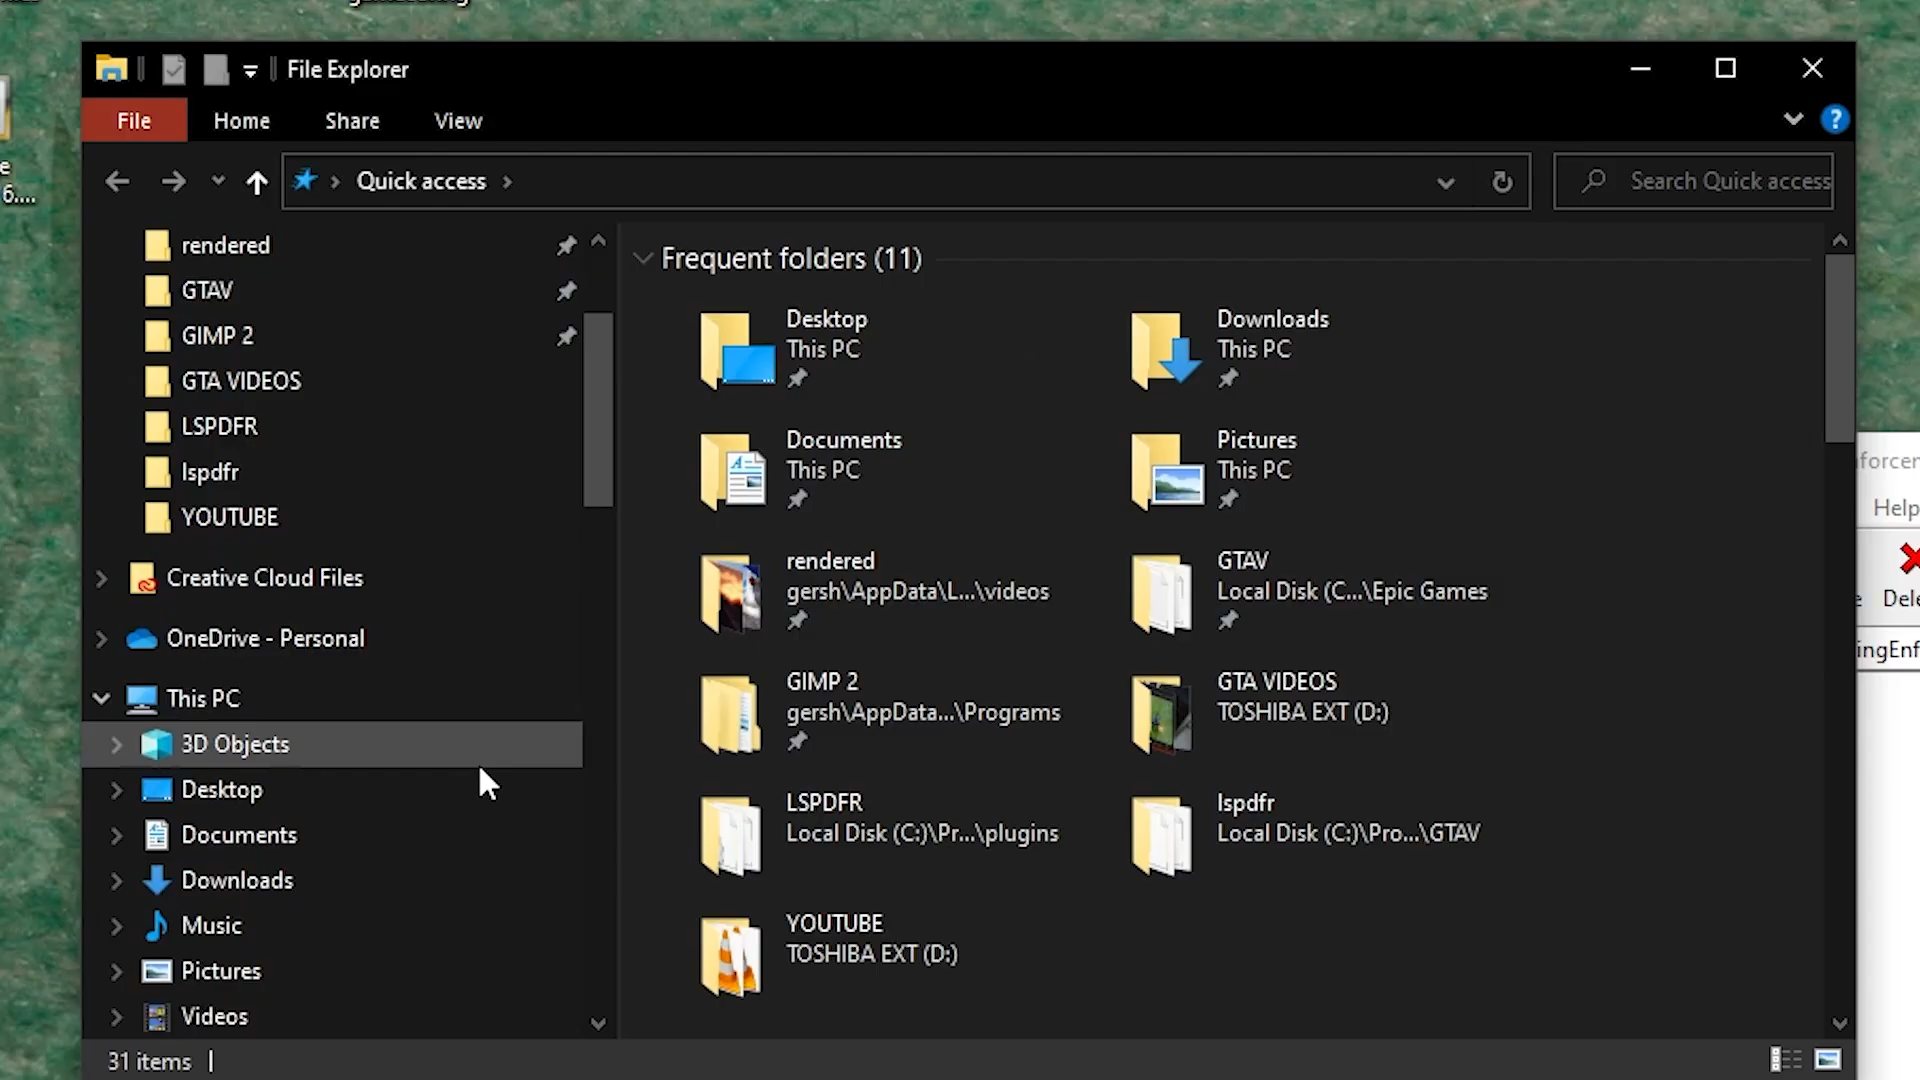 File Explorer
File
Home
Share
View
?
Quick access
Search Quick access
rendered
GTAV
GIMP 2
GTA VIDEOS
LSPDFR
lspdfr
YOUTUBE
Creative Cloud Files
OneDrive - Personal
This PC
3D Objects
Desktop
Documents
Downloads
Music
Pictures
Videos
Frequent folders (11)
Desktop
This PC
Downloads
This PC
Documents
This PC
Pictures
This PC
rendered
gersh\AppData\L...\videos
GTAV
Local Disk (C...\Epic Games
GIMP 2
gersh\AppData...\Programs
GTA VIDEOS
TOSHIBA EXT (D:)
LSPDFR
Local Disk (C:)\Pr...\plugins
lspdfr
Local Disk (C:)\Pro...\GTAV
YOUTUBE
TOSHIBA EXT (D:)
31 items
e
6....
forcen
Help
e Dele
ingEnf